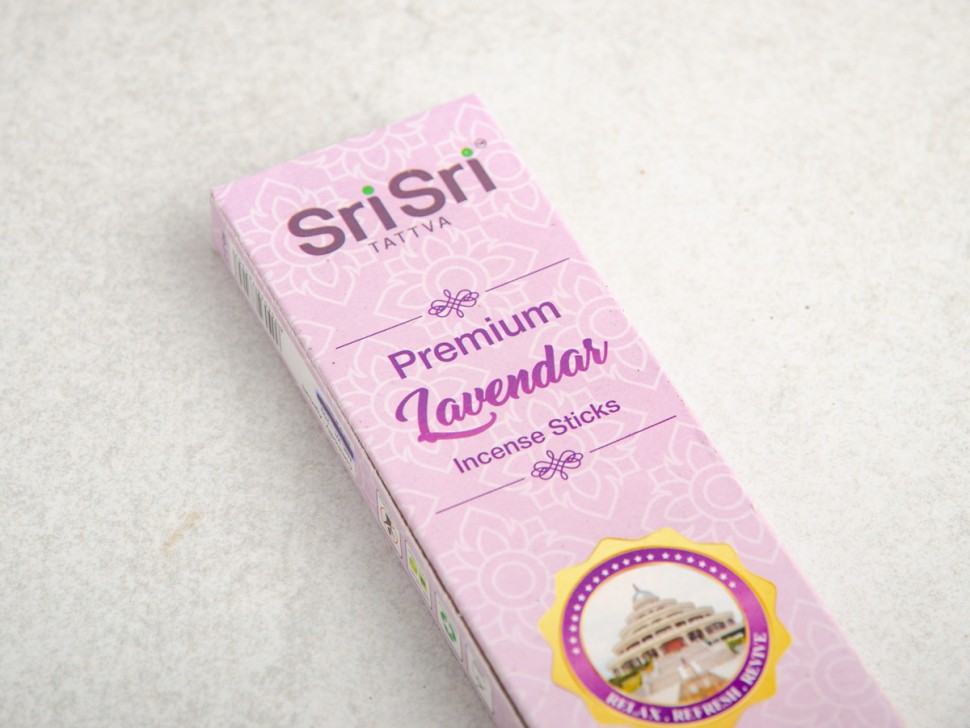 Sri Sri
TATTVA
Premium
Lavendar
Incense Sticks
RELAX . REFRESH . REVIVE